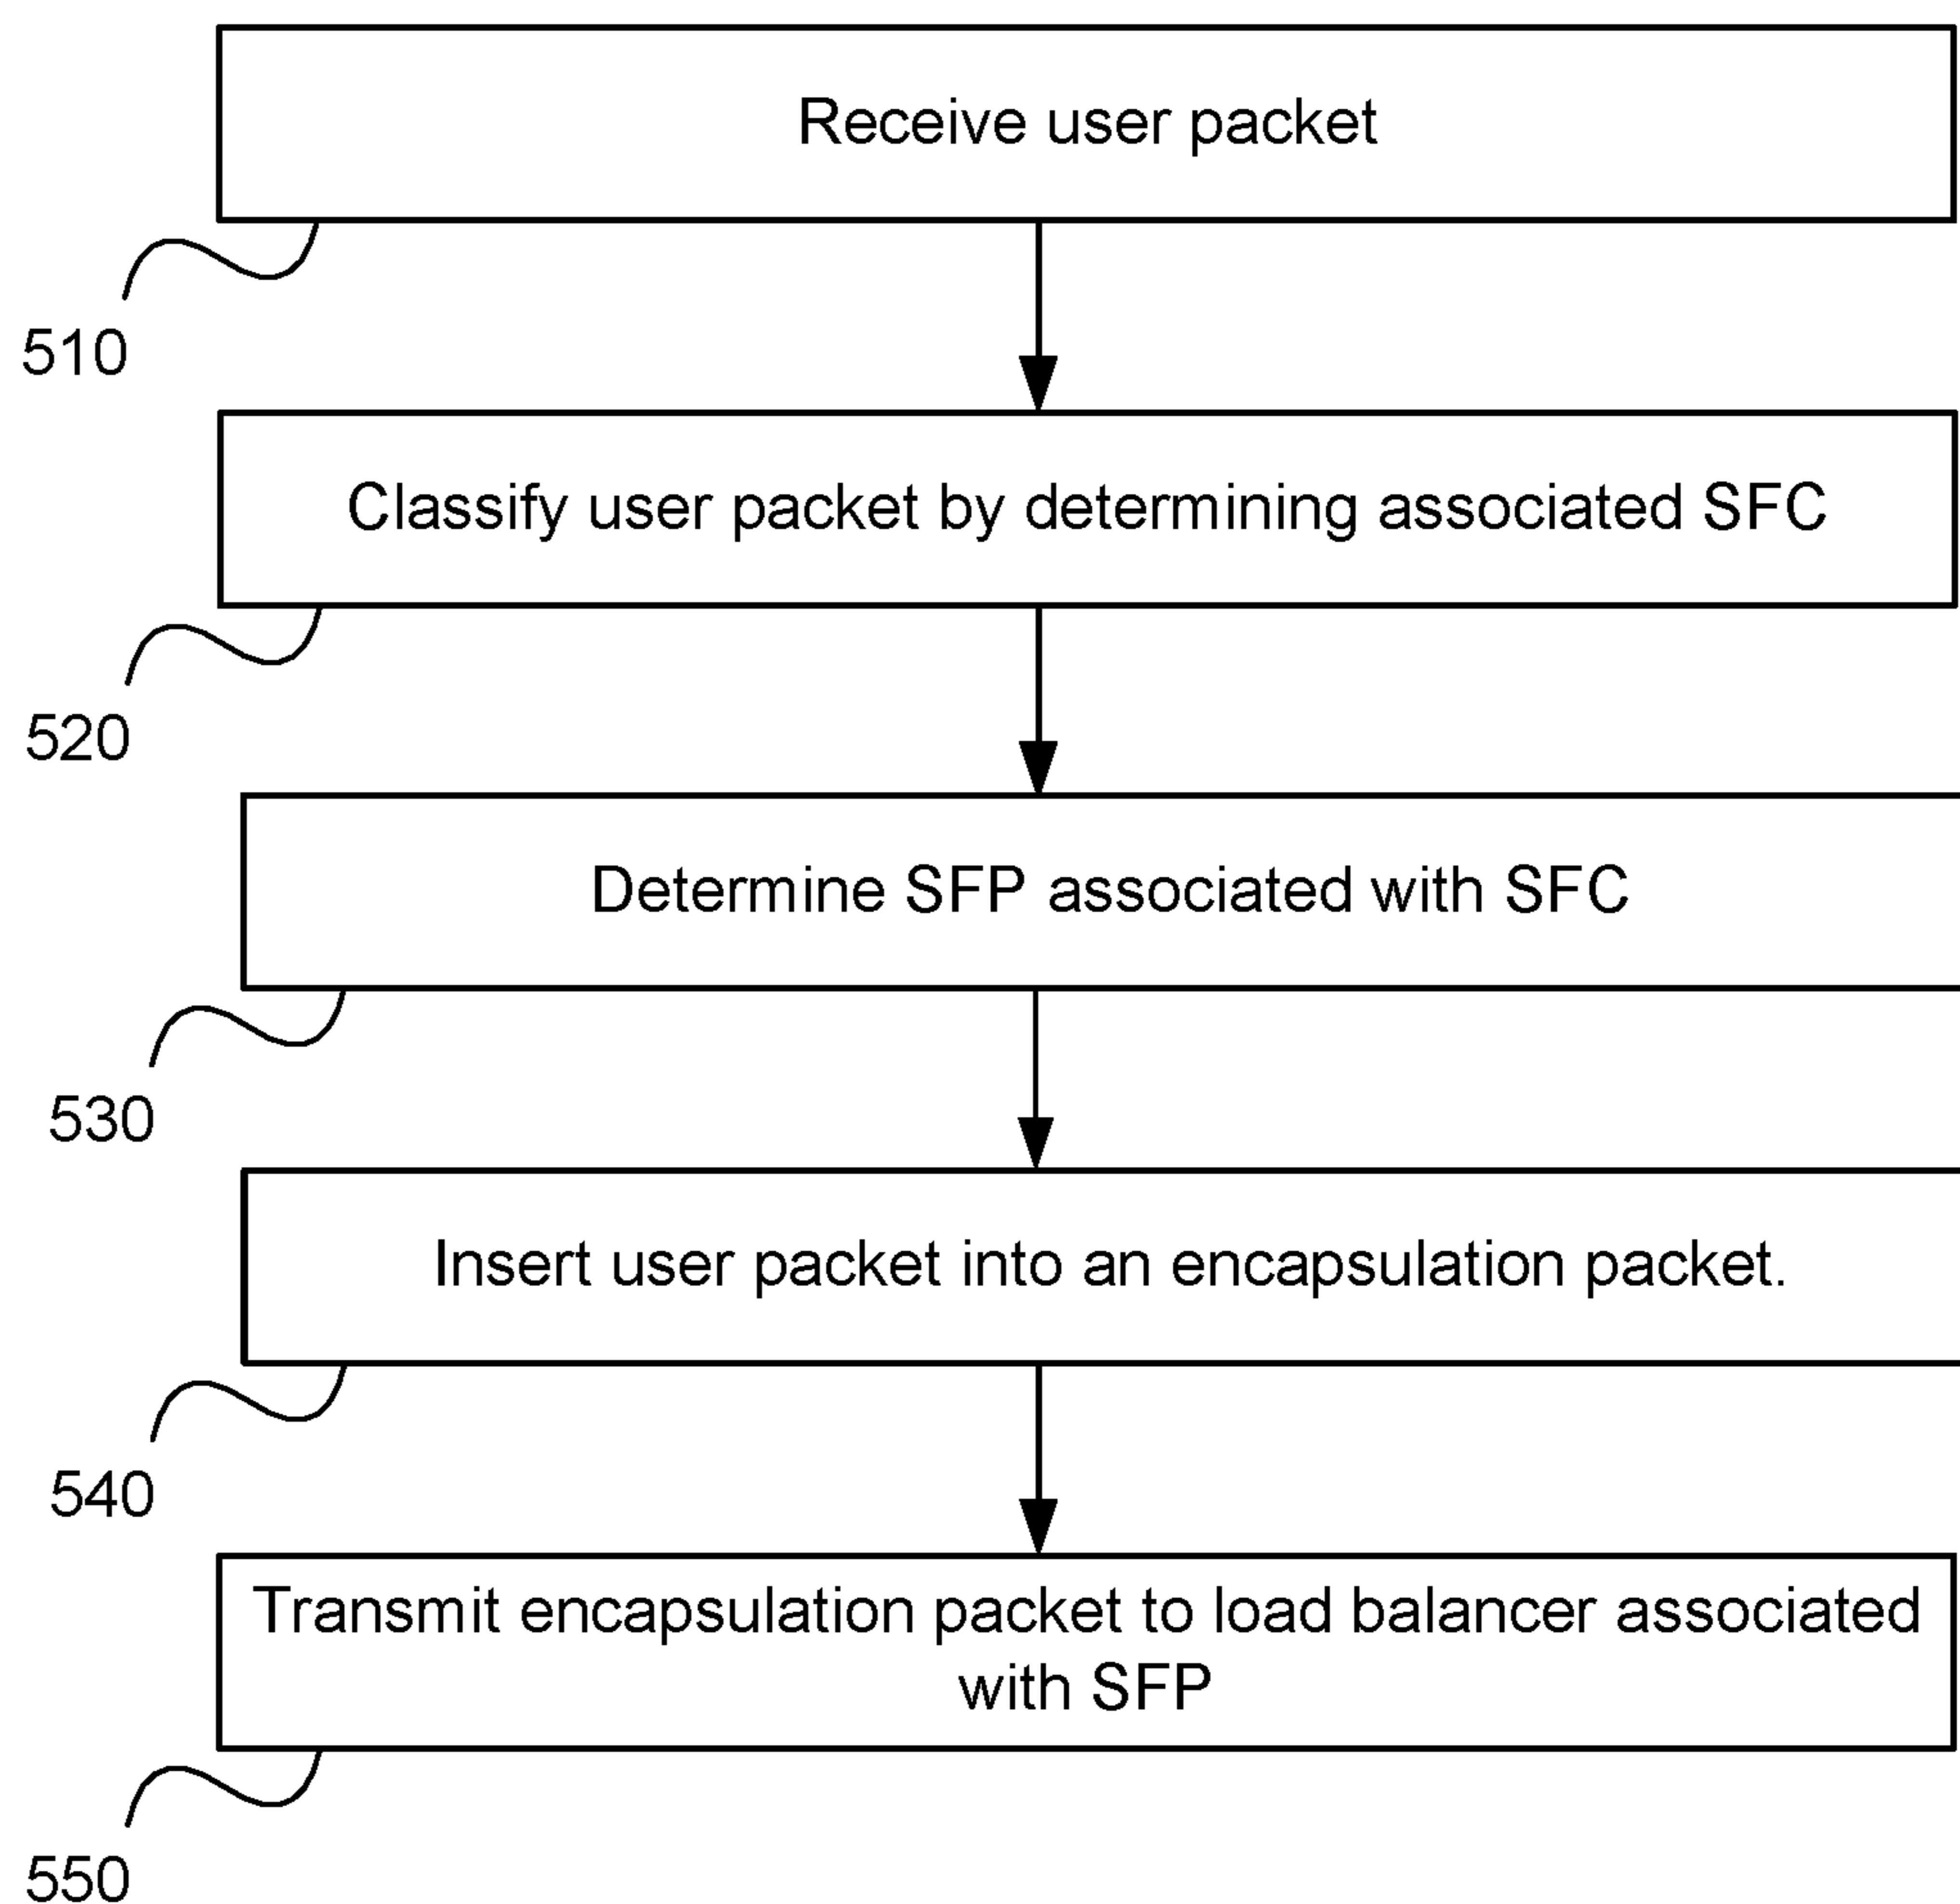 Receive user packet
510
Classify user packet by determining associated SFC
520
Determine SFP associated with SFC
530
Insert user packet into an encapsulation packet.
540
Transmit encapsulation packet to load balancer associated
with SFP
550